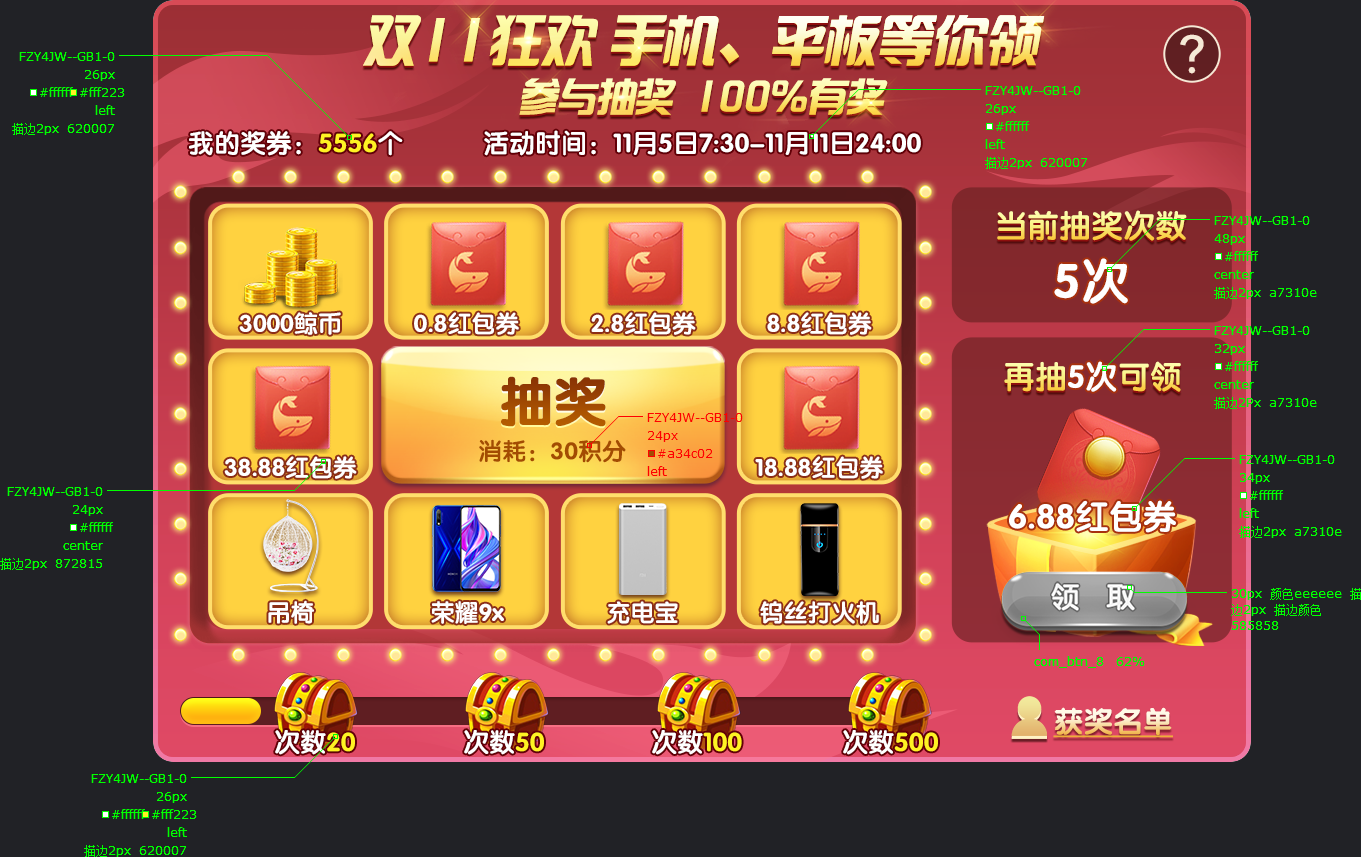 双11狂欢 手机、平板等你领
参与抽奖 100%有奖
我的奖券：5556个
活动时间：11月5日7:30—11月11日24:00
FZY4JW--GB1-0
26px
#ffffff #fff223
left
描边2px 620007
FZY4JW--GB1-0
26px
#ffffff
left
描边2px 620007
3000鲸币
0.8红包券
2.8红包券
8.8红包券
38.88红包券
抽奖
消耗：30积分
18.88红包券
吊椅
荣耀9x
充电宝
钨丝打火机
FZY4JW--GB1-0
24px
#a34c02
left
FZY4JW--GB1-0
24px
#ffffff
center
描边2px 872815
当前抽奖次数
5次
FZY4JW--GB1-0
48px
#ffffff
center
描边2px a7310e
再抽5次可领
FZY4JW--GB1-0
32px
#ffffff
center
描边2px a7310e
6.88红包券
FZY4JW--GB1-0
34px
#ffffff
left
描边2px a7310e
领 取
30px 颜色eeeeee 描
边2px 描边颜色
585858
com_btn_8 62%
次数20
次数50
次数100
次数500
获奖名单
FZY4JW--GB1-0
26px
#ffffff #fff223
left
描边2px 620007